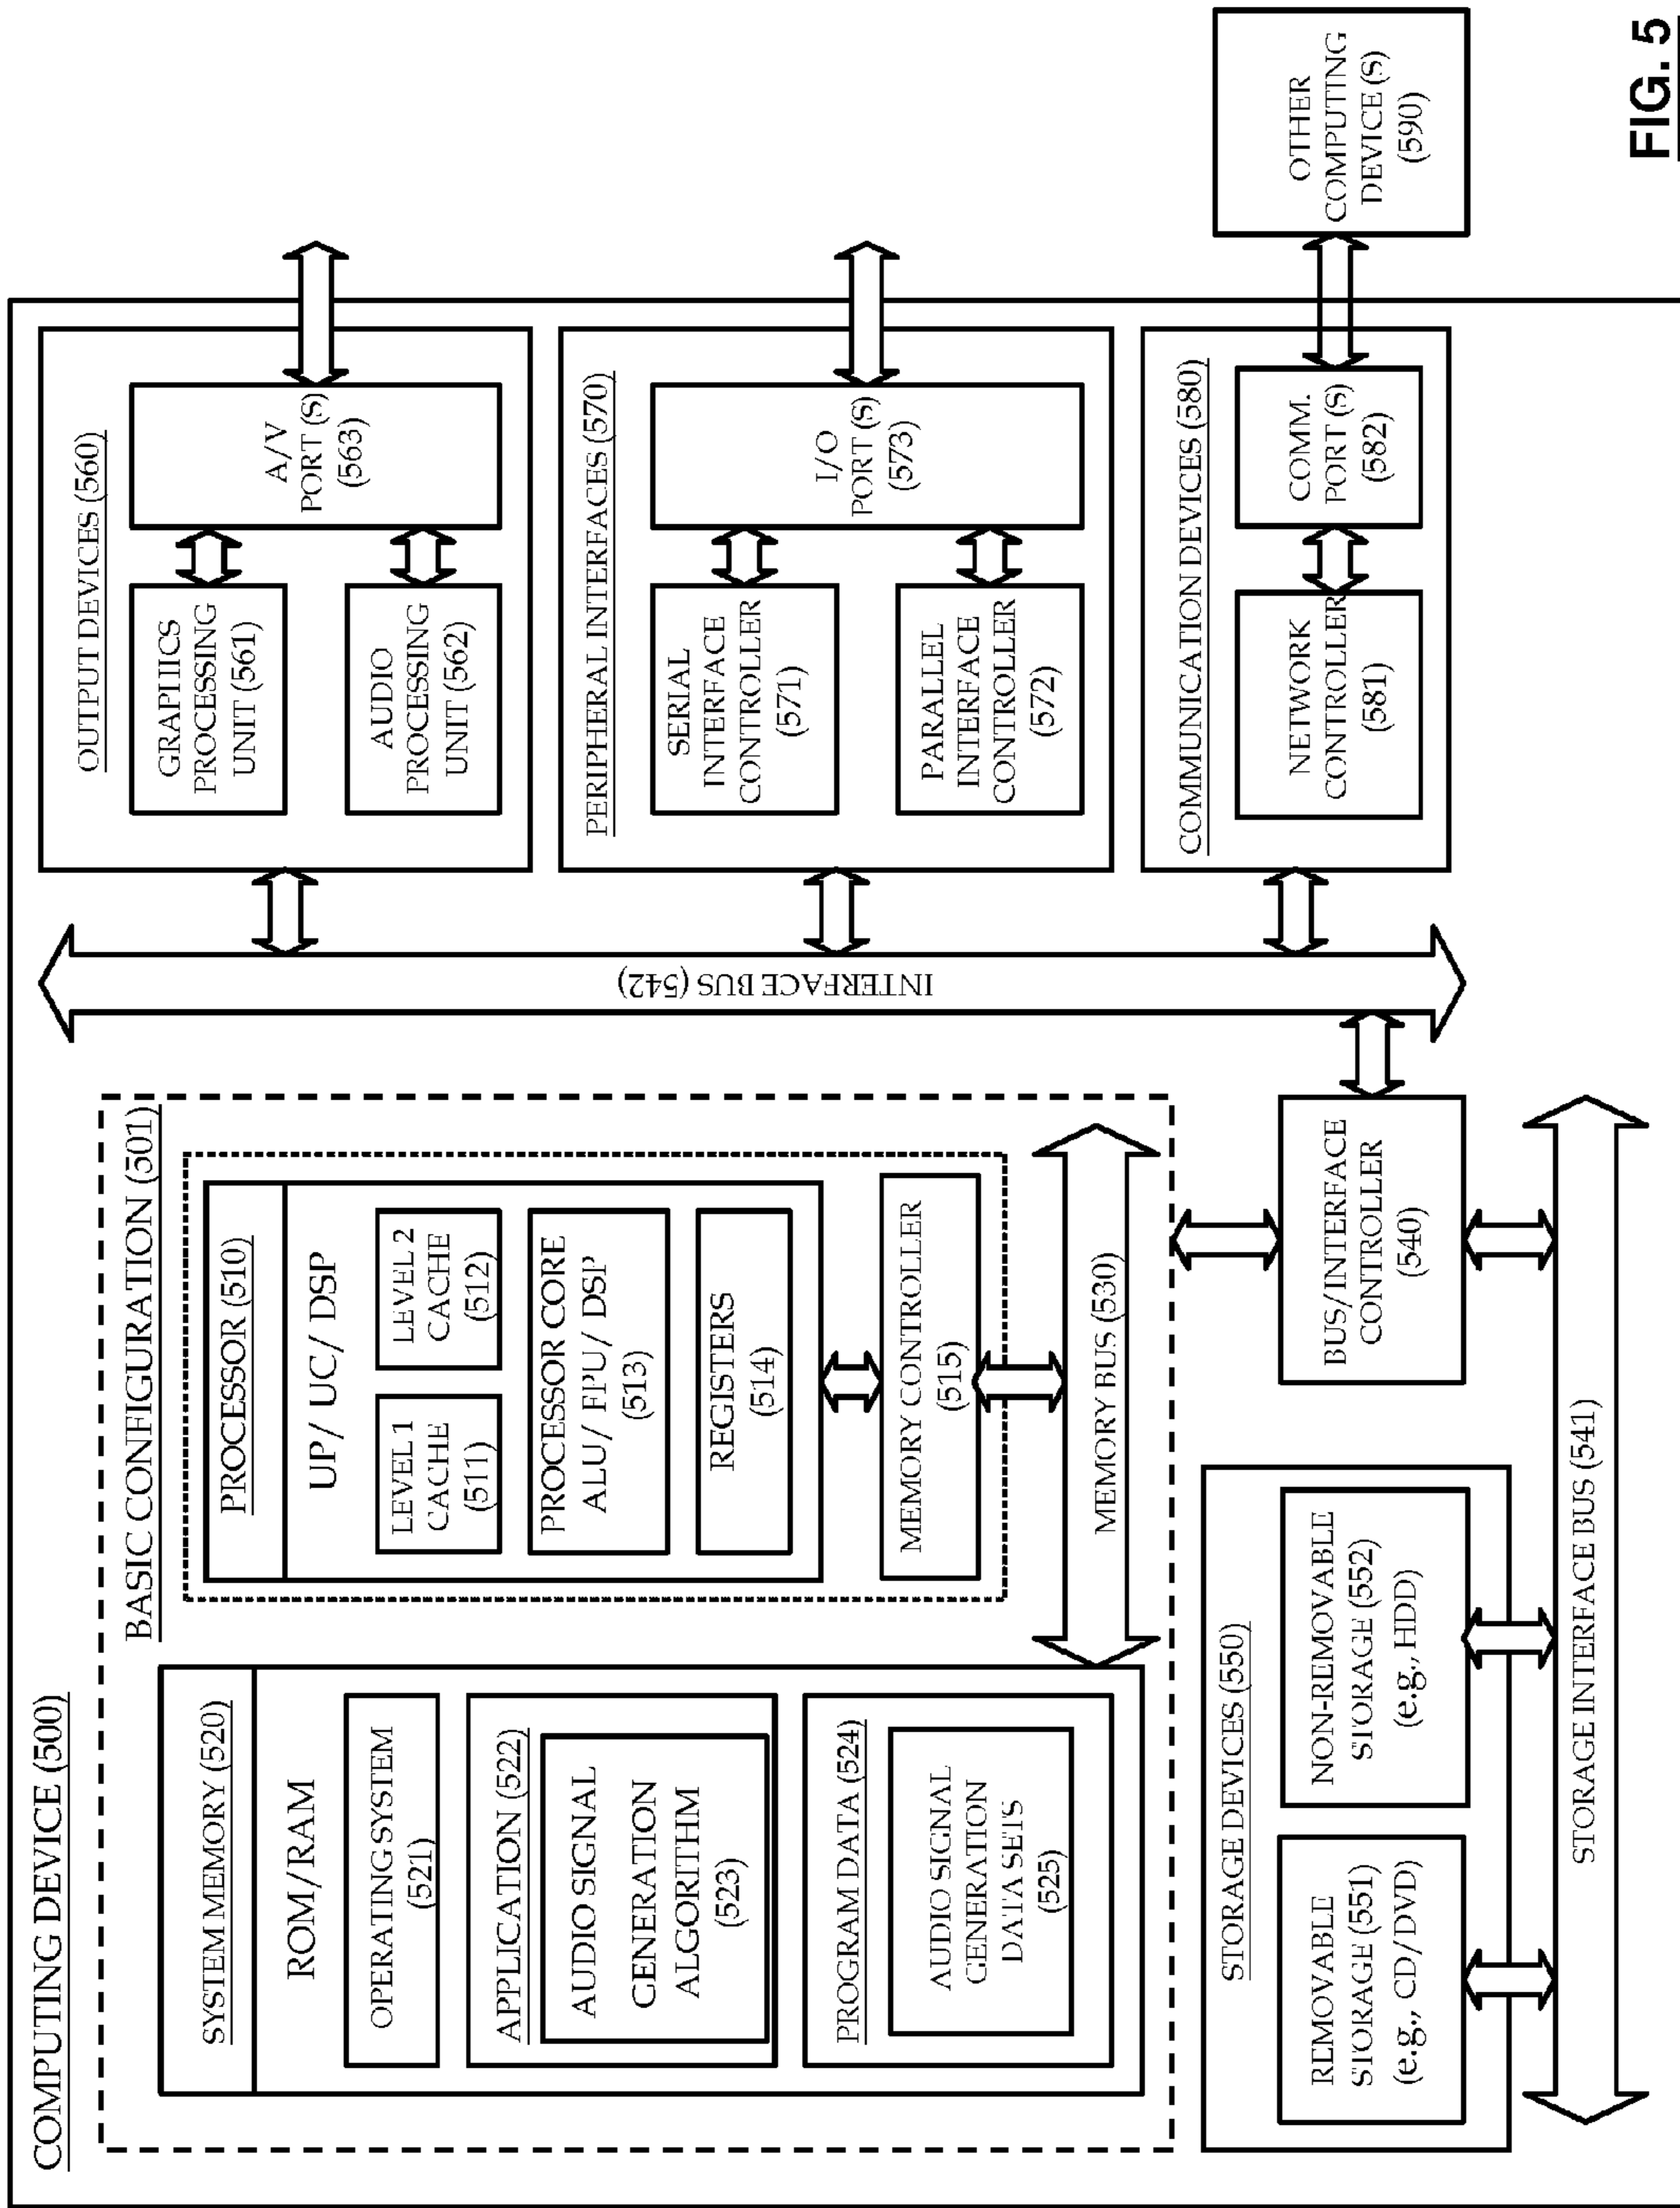 COMPUTING DEVICE (500)
BASIC CONFIGURATION (501)
SYSTEM MEMORY (520)
ROM/RAM
OPERATING SYSTEM
(521)
APPLICATION (522)
AUDIO SIGNAL
GENERATION
ALGORITHM
(523)
PROGRAM DATA (524)
AUDIO SIGNAL
GENERATION
DATA SETS
(525)
PROCESSOR (510)
UP/ UC/ DSP
LEVEL 1
CACHE
(511)
LEVEL 2
CACHE
(512)
PROCESSOR CORE
ALU/ FPU/ DSP
(513)
REGISTERS
(514)
MEMORY CONTROLLER
(515)
MEMORY BUS (530)
BUS/INTERFACE
CONTROLLER
(540)
STORAGE DEVICES (550)
REMOVABLE
STORAGE (551)
(e.g., CD/DVD)
NON-REMOVABLE
STORAGE (552)
(e.g., HDD)
STORAGE INTERFACE BUS (541)
INTERFACE BUS (542)
OUTPUT DEVICES (560)
GRAPHICS
PROCESSING
UNIT (561)
AUDIO
PROCESSING
UNIT (562)
A/V
PORT (S)
(563)
PERIPHERAL INTERFACES (570)
SERIAL
INTERFACE
CONTROLLER
(571)
PARALLEL
INTERFACE
CONTROLLER
(572)
I/O
PORT (S)
(573)
COMMUNICATION DEVICES (580)
NETWORK
CONTROLLER
(581)
COMM.
PORT (S)
(582)
OTHER
COMPUTING
DEVICE (S)
(590)
FIG. 5